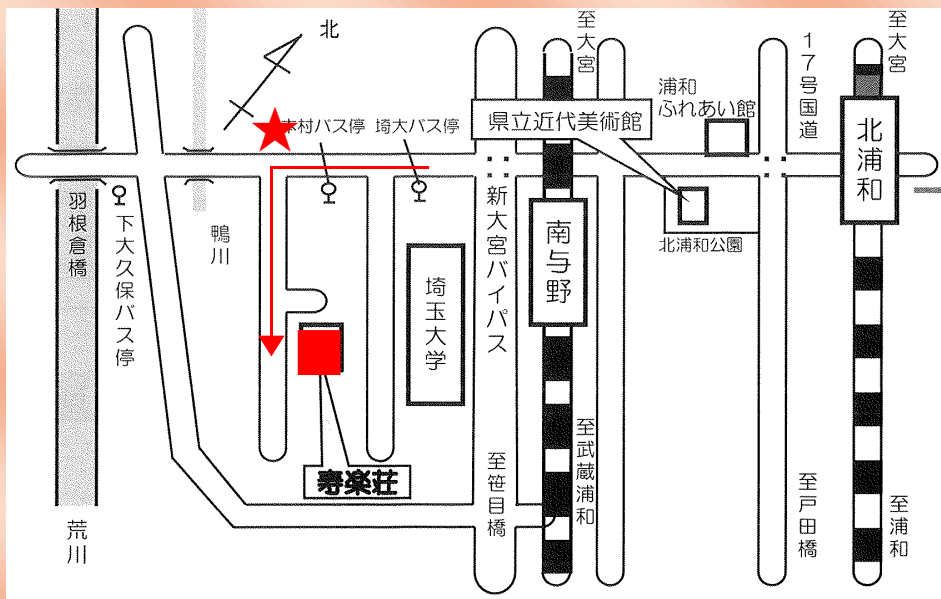 北
至大宮
17号国道
至大宮
浦和
ふれあい館
村バス停
埼大バス停
県立近代美術館
北浦和
羽根倉橋
下大久保バス停
鴨川
新大宮バイパス
南与野
北浦和公園
埼玉大学
寿楽荘
至笹目橋
至武蔵浦和
至戸田橋
至浦和
荒川